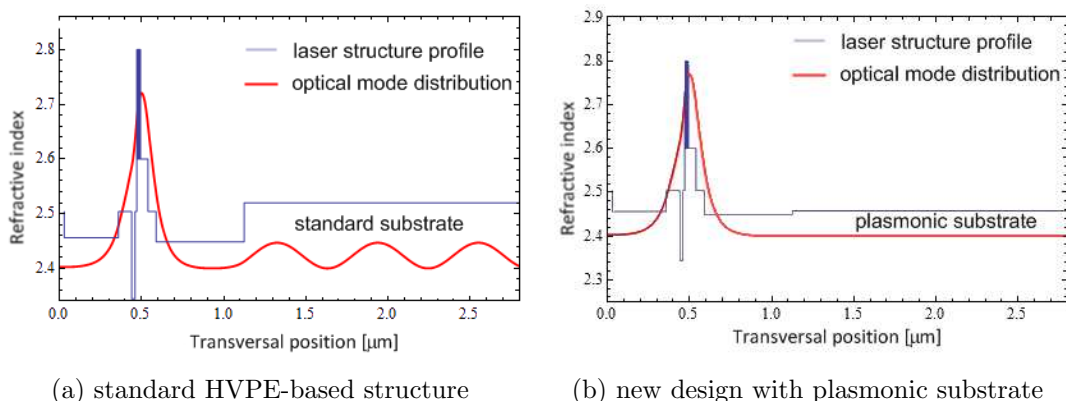 2.8
2.7
2.6
2.5
2.4
Refractive index
laser structure profile
optical mode distribution
standard substrate
0.0 0.5 1.0 1.5 2.0 2.5
Transversal position [μm]
(a) standard HVPE-based structure
2.9
2.8
2.7
2.6
2.5
2.4
2.3
Refractive index
laser structure profile
optical mode distribution
plasmonic substrate
0.0 0.5 1.0 1.5 2.0 2.5
Transversal position [μm]
(b) new design with plasmonic substrate